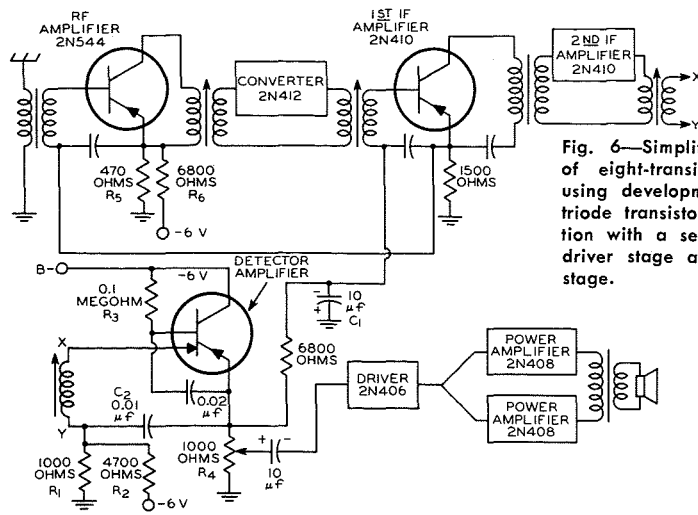 RF
AMPLIFIER
2N544
1ST IF
AMPLIFIER
2N410
2ND IF
AMPLIFIER
2N410
CONVERTER
2N412
X
Y
470
OHMS
R5
6800
OHMS
R6
-6 V
1500
OHMS
Fig. 6—Simplifi
of eight-transi
using developm
triode transisto
tion with a se
driver stage a
stage.
B-
-6 V
DETECTOR
AMPLIFIER
0.1
MEGOHM
R3
10
μf
C1
X
6800
OHMS
C2
0.01
μf
0.02
μf
Y
DRIVER
2N406
POWER
AMPLIFIER
2N408
POWER
AMPLIFIER
2N408
1000
OHMS
R1
4700
OHMS
R2
-6 V
1000
OHMS
R4
+ -
10
μf
- +